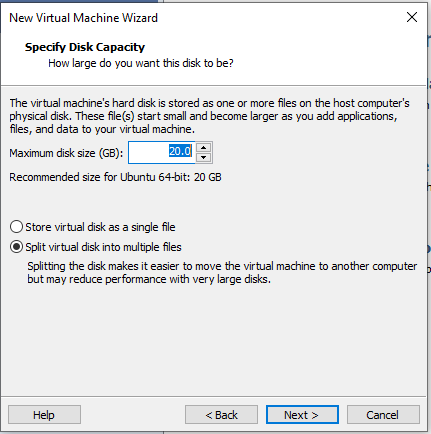 New Virtual Machine Wizard
Specify Disk Capacity
How large do you want this disk to be?
The virtual machine's hard disk is stored as one or more files on the host computer's
physical disk. These file(s) start small and become larger as you add applications,
files, and data to your virtual machine.
Maximum disk size (GB): 20.0
Recommended size for Ubuntu 64-bit: 20 GB
Store virtual disk as a single file
Split virtual disk into multiple files
Splitting the disk makes it easier to move the virtual machine to another computer
but may reduce performance with very large disks.
Help < Back Next > Cancel